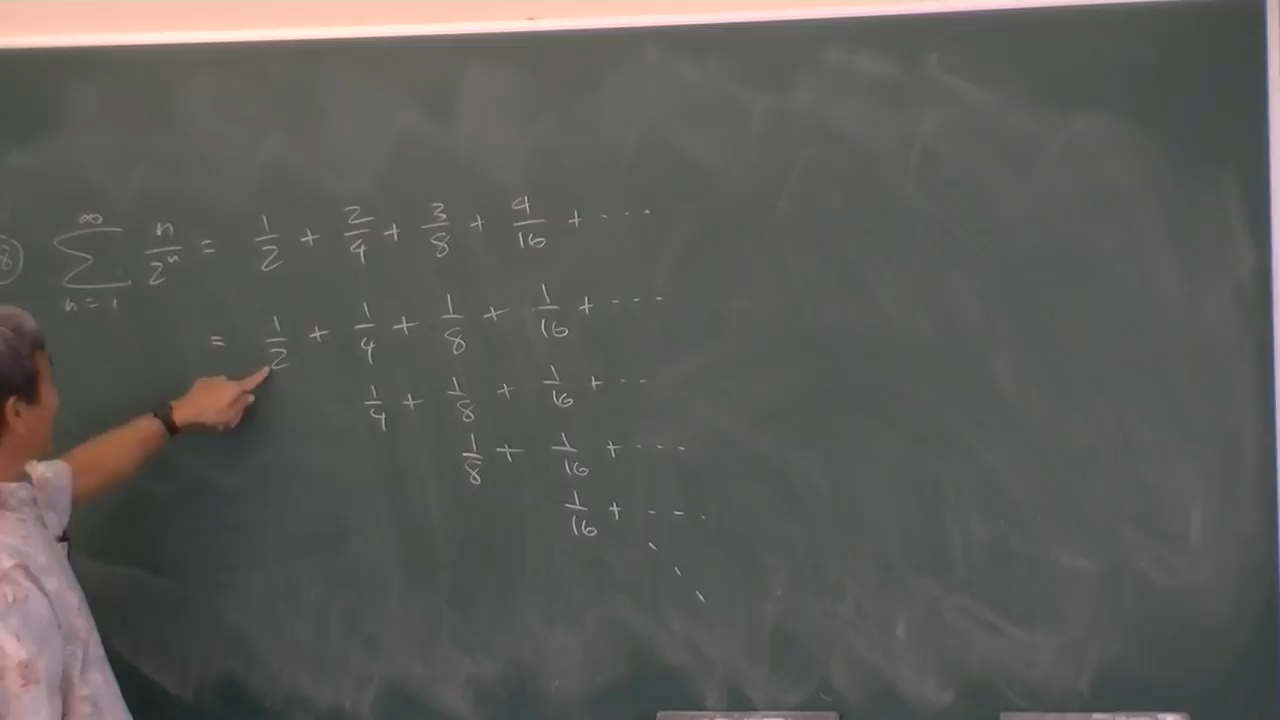 ⑧ ∑_{n=1}^{∞} n/2ⁿ = 1/2 + 2/4 + 3/8 + 4/16 + ···
= 1/2 + 1/4 + 1/8 + 1/16 + ···
1/4 + 1/8 + 1/16 + ···
1/8 + 1/16 + ···
1/16 + ···
⋱